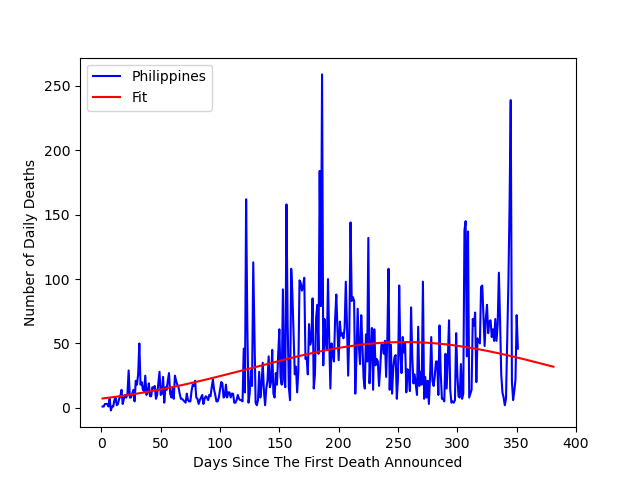 Philippines
Fit
Number of Daily Deaths
250
200
150
100
50
0
0 50 100 150 200 250 300 350 400
Days Since The First Death Announced